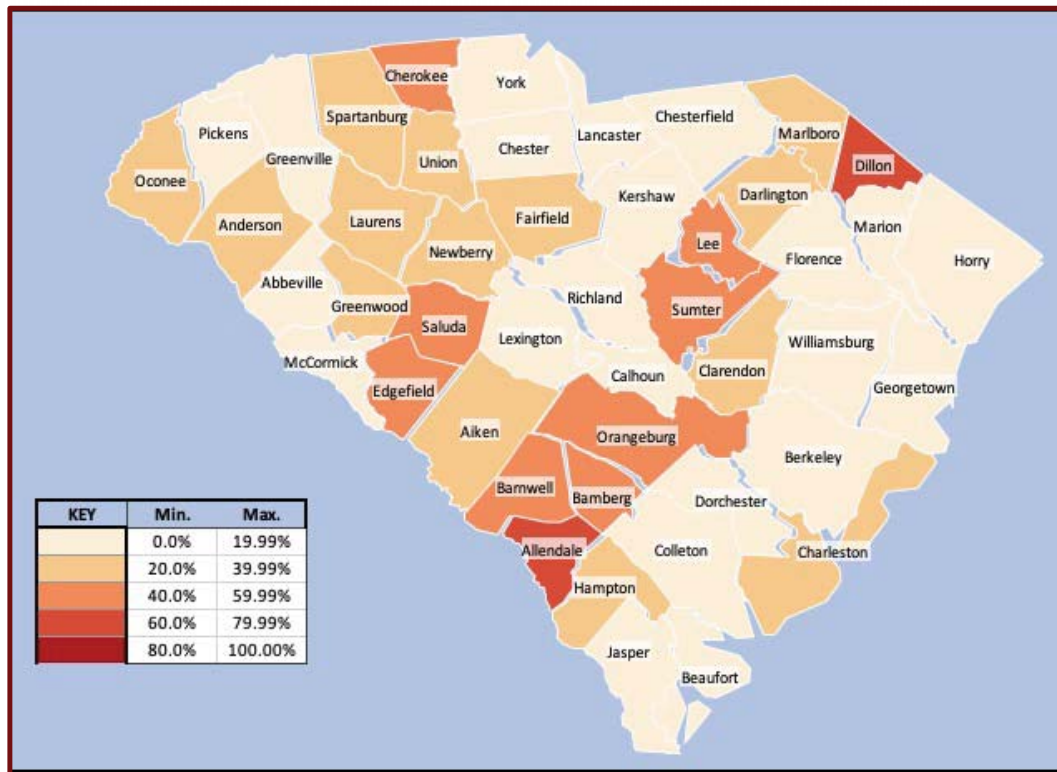 Cherokee
York
Spartanburg
Pickens
Greenville
Union
Chester
Lancaster
Chesterfield
Marlboro
Dillon
Oconee
Anderson
Laurens
Newberry
Fairfield
Kershaw
Darlington
Lee
Florence
Marion
Horry
Abbeville
Greenwood
Saluda
Lexington
Richland
Sumter
McCormick
Edgefield
Calhoun
Clarendon
Williamsburg
Georgetown
Aiken
Orangeburg
Berkeley
Barnwell
Bamberg
Dorchester
Allendale
Colleton
Charleston
Hampton
Jasper
Beaufort
KEY Min. Max.
0.0% 19.99%
20.0% 39.99%
40.0% 59.99%
60.0% 79.99%
80.0% 100.00%